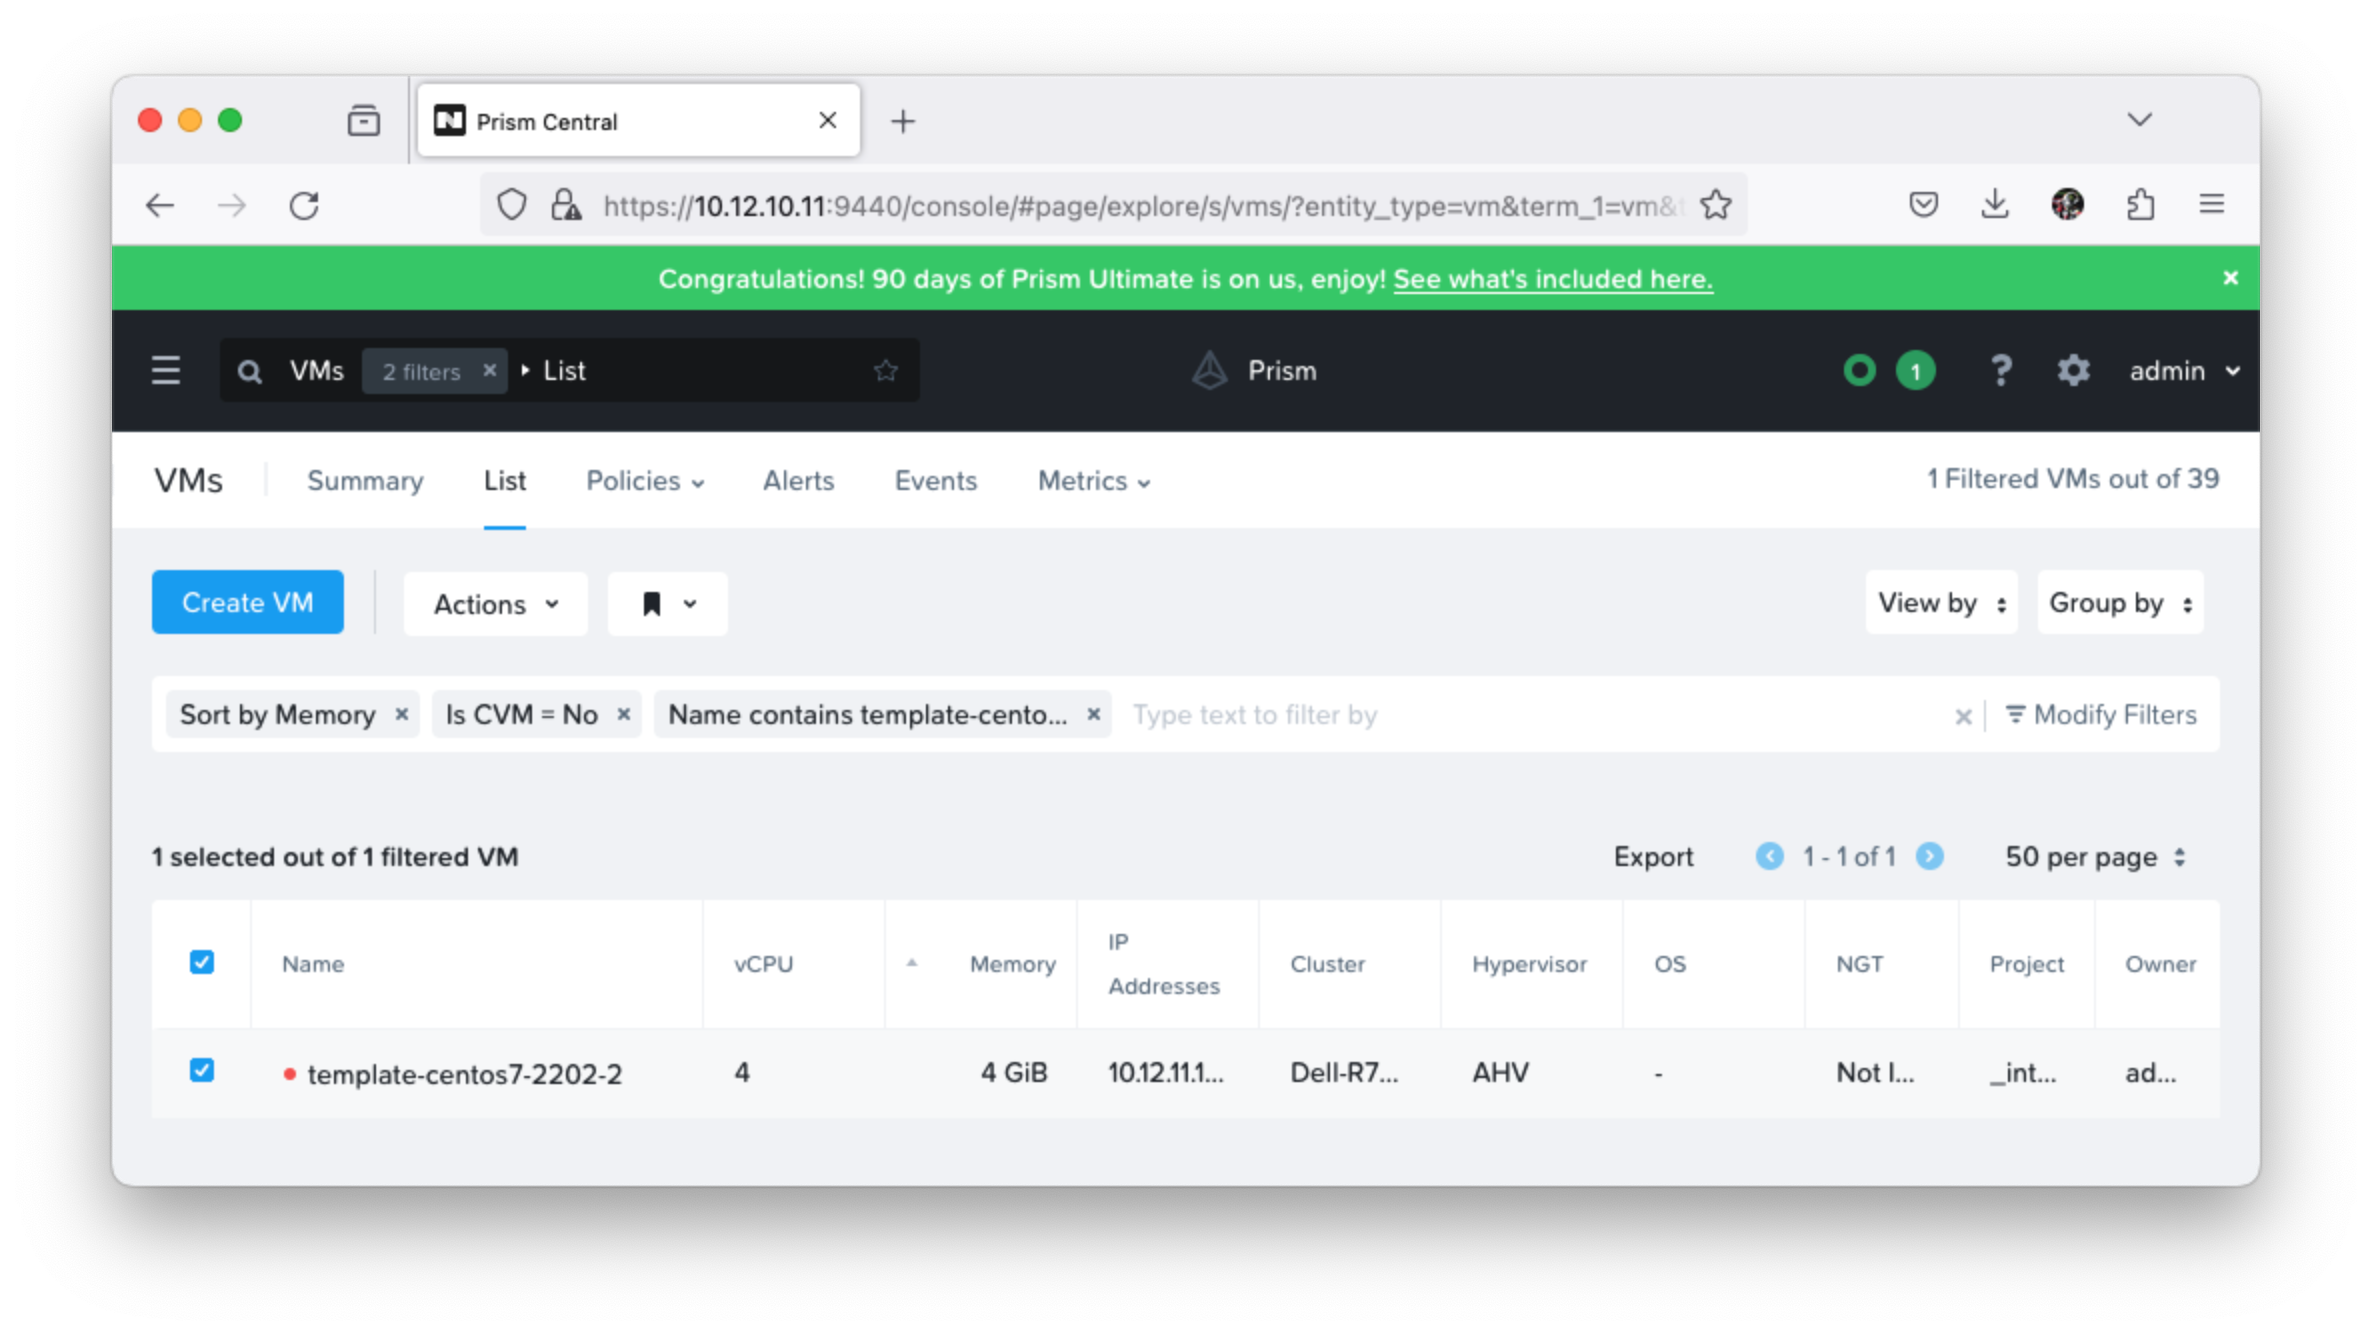 Prism Central
https://10.12.10.11:9440/console/#page/explore/s/vms/?entity_type=vm&term_1=vm&
Congratulations! 90 days of Prism Ultimate is on us, enjoy! See what's included here.
VMs 2 filters List
Prism
1 ? admin
VMs Summary List Policies Alerts Events Metrics 1 Filtered VMs out of 39
Create VM Actions View by Group by
Sort by Memory Is CVM = No Name contains template-cento... Type text to filter by Modify Filters
1 selected out of 1 filtered VM Export 1 - 1 of 1 50 per page
Name vCPU Memory IP Addresses Cluster Hypervisor OS NGT Project Owner
template-centos7-2202-2 4 4 GiB 10.12.11.1... Dell-R7... AHV - Not I... _int... ad...